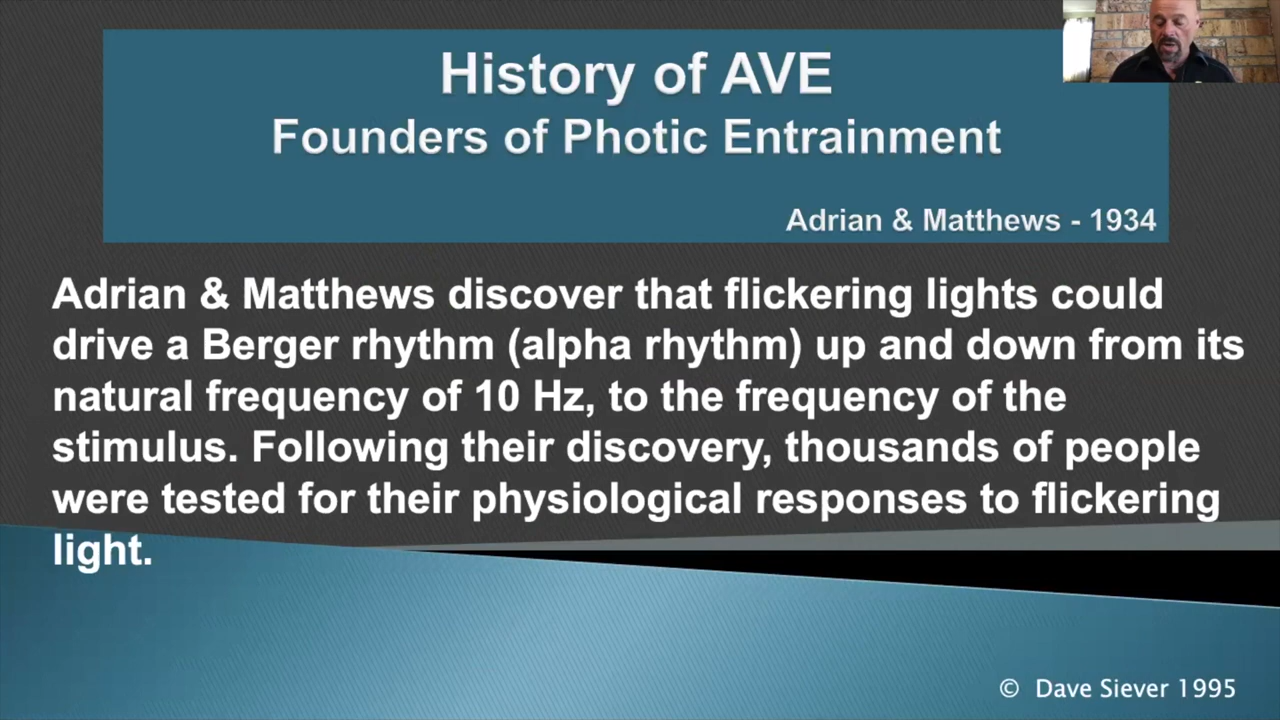 History of AVE
Founders of Photic Entrainment
Adrian & Matthews - 1934
Adrian & Matthews discover that flickering lights could
drive a Berger rhythm (alpha rhythm) up and down from its
natural frequency of 10 Hz, to the frequency of the
stimulus. Following their discovery, thousands of people
were tested for their physiological responses to flickering
light.
© Dave Siever 1995